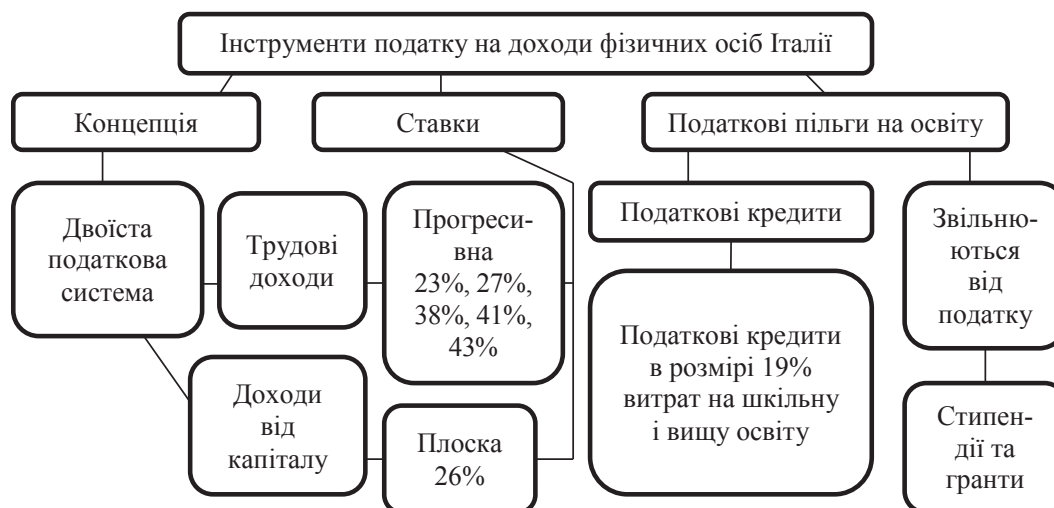 Інструменти податку на доходи фізичних осіб Італії
Концепція
Ставки
Податкові пільги на освіту
Двоїста
податкова
система
Трудові
доходи
Прогреси-
вна
23%, 27%,
38%, 41%,
43%
Доходи
від
капіталу
Плоска
26%
Податкові кредити
Податкові кредити
в розмірі 19%
витрат на шкільну
і вищу освіту
Звільню-
ються
від
податку
Стипен-
дії та
гранти